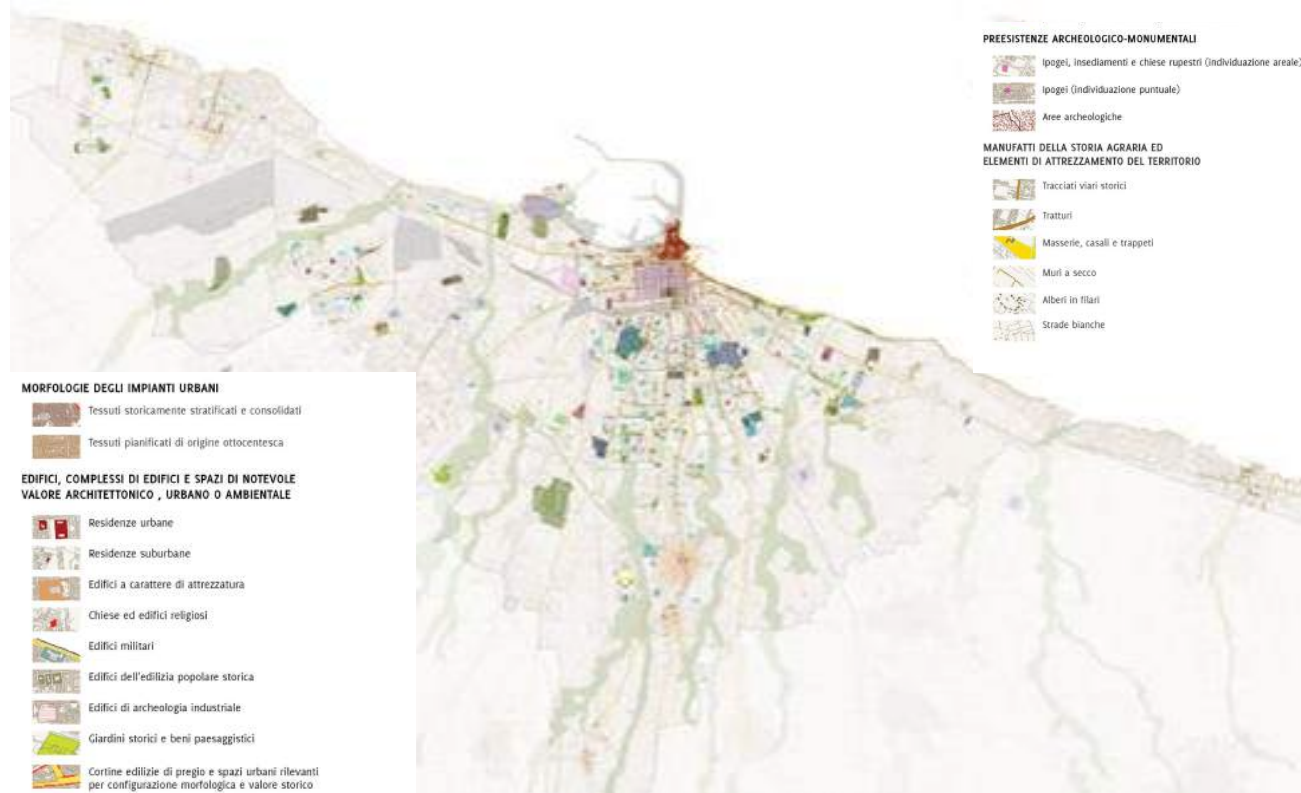 PREESISTENZE ARCHEOLOGICO-MONUMENTALI
Ipogei, insediamenti e chiese rupestri (individuazione areale)
Ipogei (individuazione puntuale)
Aree archeologiche
MANUFATTI DELLA STORIA AGRARIA ED
ELEMENTI DI ATTREZZAMENTO DEL TERRITORIO
Tracciati viari storici
Tratturi
Masserie, casali e trappeti
Muri a secco
Alberi in filari
Strade bianche
MORFOLOGIE DEGLI IMPIANTI URBANI
Tessuti storicamente stratificati e consolidati
Tessuti pianificati di origine ottocentesca
EDIFICI, COMPLESSI DI EDIFICI E SPAZI DI NOTEVOLE
VALORE ARCHITETTONICO , URBANO O AMBIENTALE
Residenze urbane
Residenze suburbane
Edifici a carattere di attrezzatura
Chiese ed edifici religiosi
Edifici militari
Edifici dell'edilizia popolare storica
Edifici di archeologia industriale
Giardini storici e beni paesaggistici
Cortine edilizie di pregio e spazi urbani rilevanti
per configurazione morfologica e valore storico